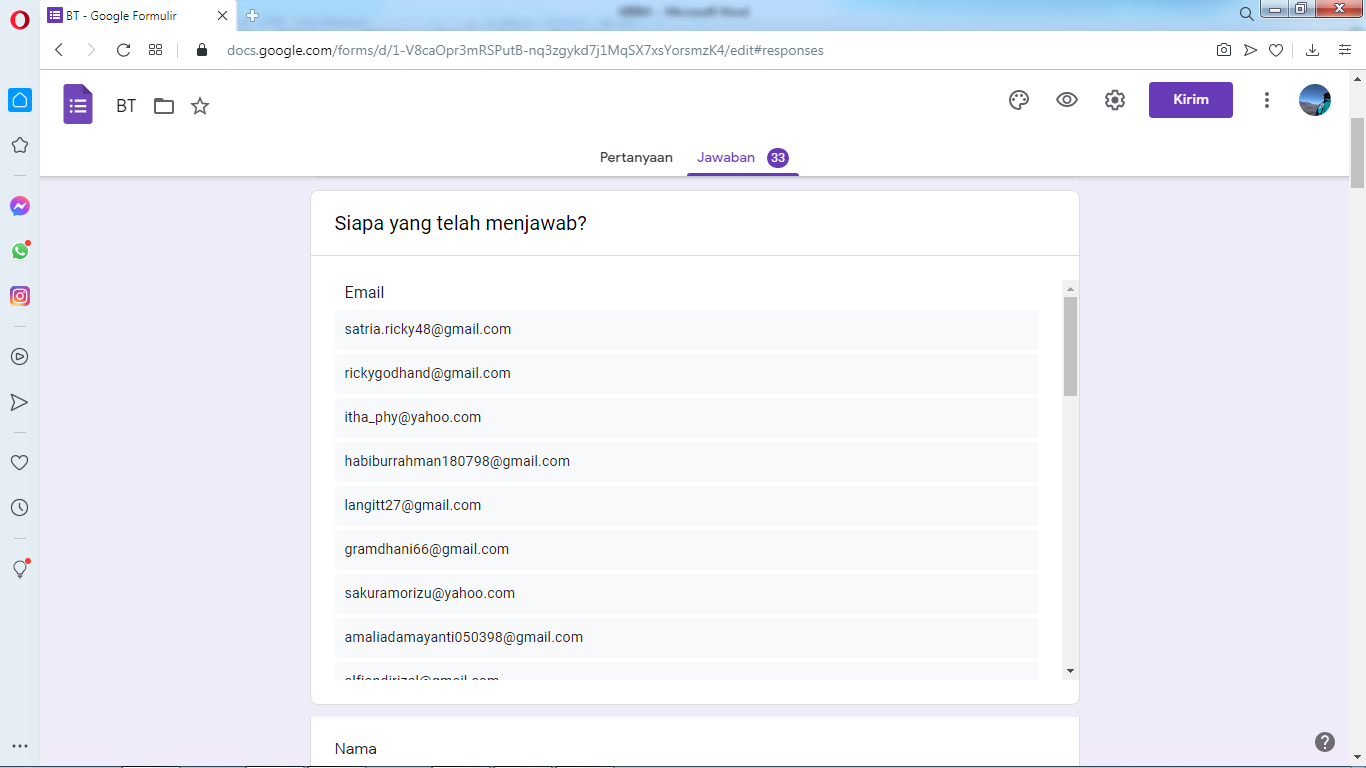 BT - Google Formulir
docs.google.com/forms/d/1-V8caOpr3mRSPutB-nq3zgykd7j1MqSX7xsYorsmzK4/edit#responses
BT
Kirim
Pertanyaan Jawaban 33
Siapa yang telah menjawab?
Email
satria.ricky48@gmail.com
rickygodhand@gmail.com
itha_phy@yahoo.com
habiburrahman180798@gmail.com
langitt27@gmail.com
gramdhani66@gmail.com
sakuramorizu@yahoo.com
amaliadamayanti050398@gmail.com
Nama